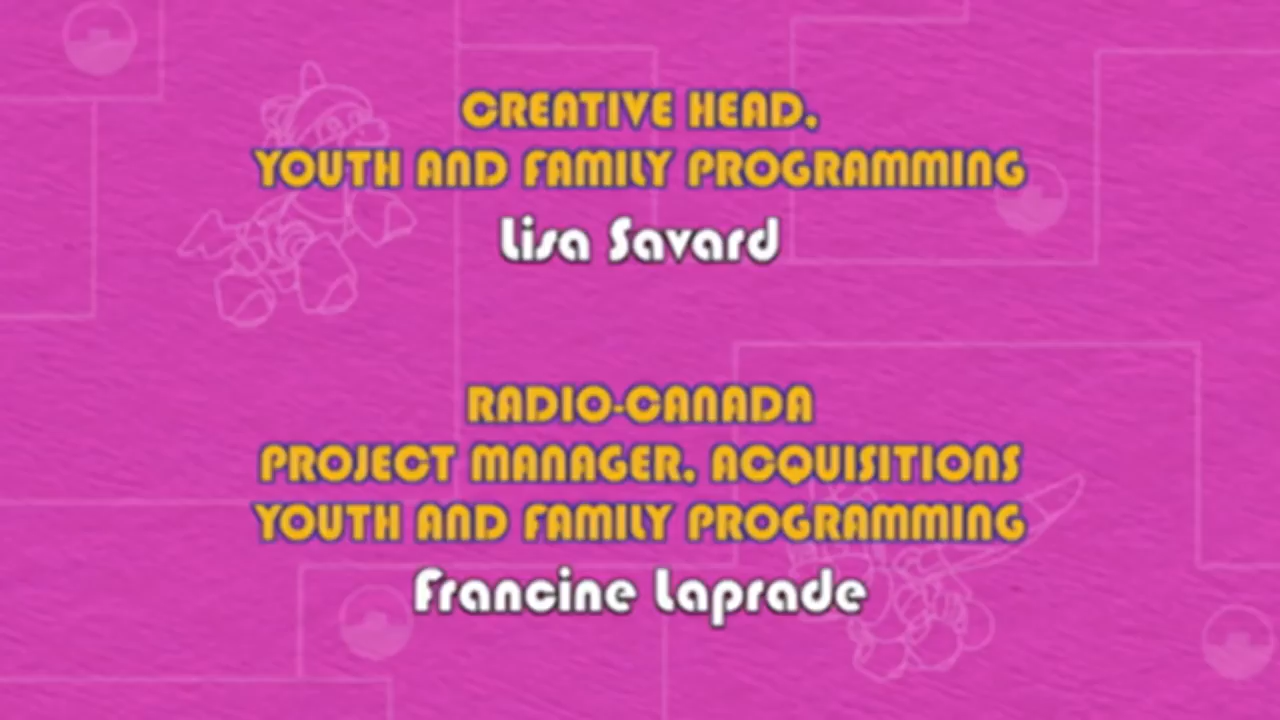 CREATIVE HEAD,
YOUTH AND FAMILY PROGRAMMING
Lisa Savard
RADIO-CANADA
PROJECT MANAGER, ACQUISITIONS
YOUTH AND FAMILY PROGRAMMING
Francine Laprade